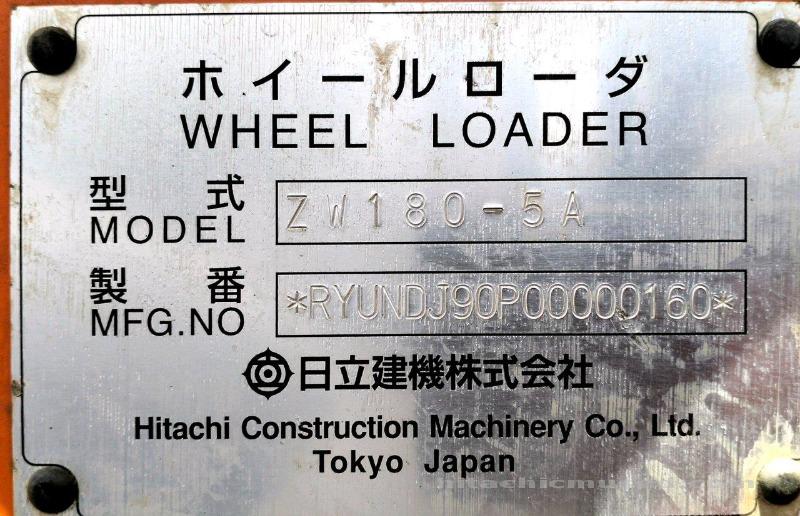 ホイールローダ
WHEEL LOADER
型式 ZW180-5A
MODEL
製番 *RYUNDJ90P00000160*
MFG.NO
日立建機株式会社
Hitachi Construction Machinery Co., Ltd.
Tokyo Japan